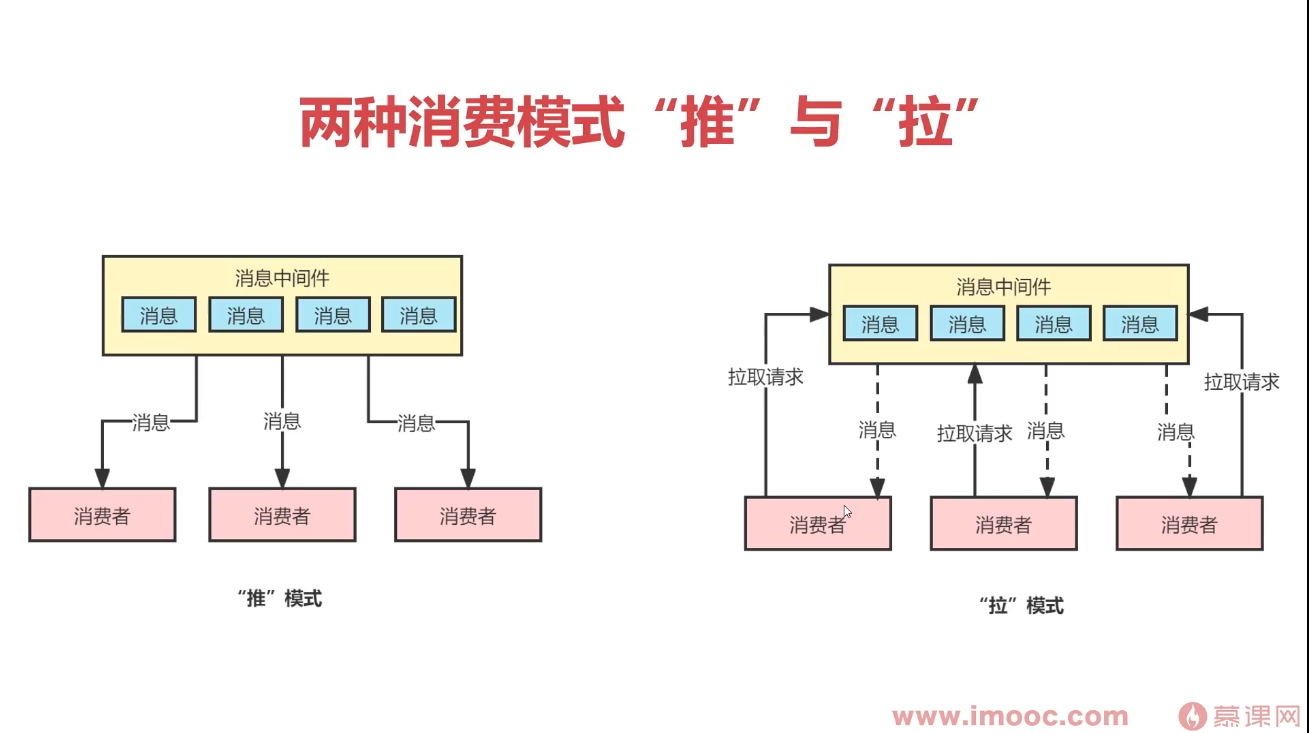 两种消费模式“推”与“拉”
消息中间件
消息 消息 消息 消息
消息 消息 消息
消费者 消费者 消费者
“推”模式
消息中间件
消息 消息 消息 消息
拉取请求 消息 拉取请求 消息 消息 拉取请求
消费者 消费者 消费者
“拉”模式
www.imooc.com 慕课网